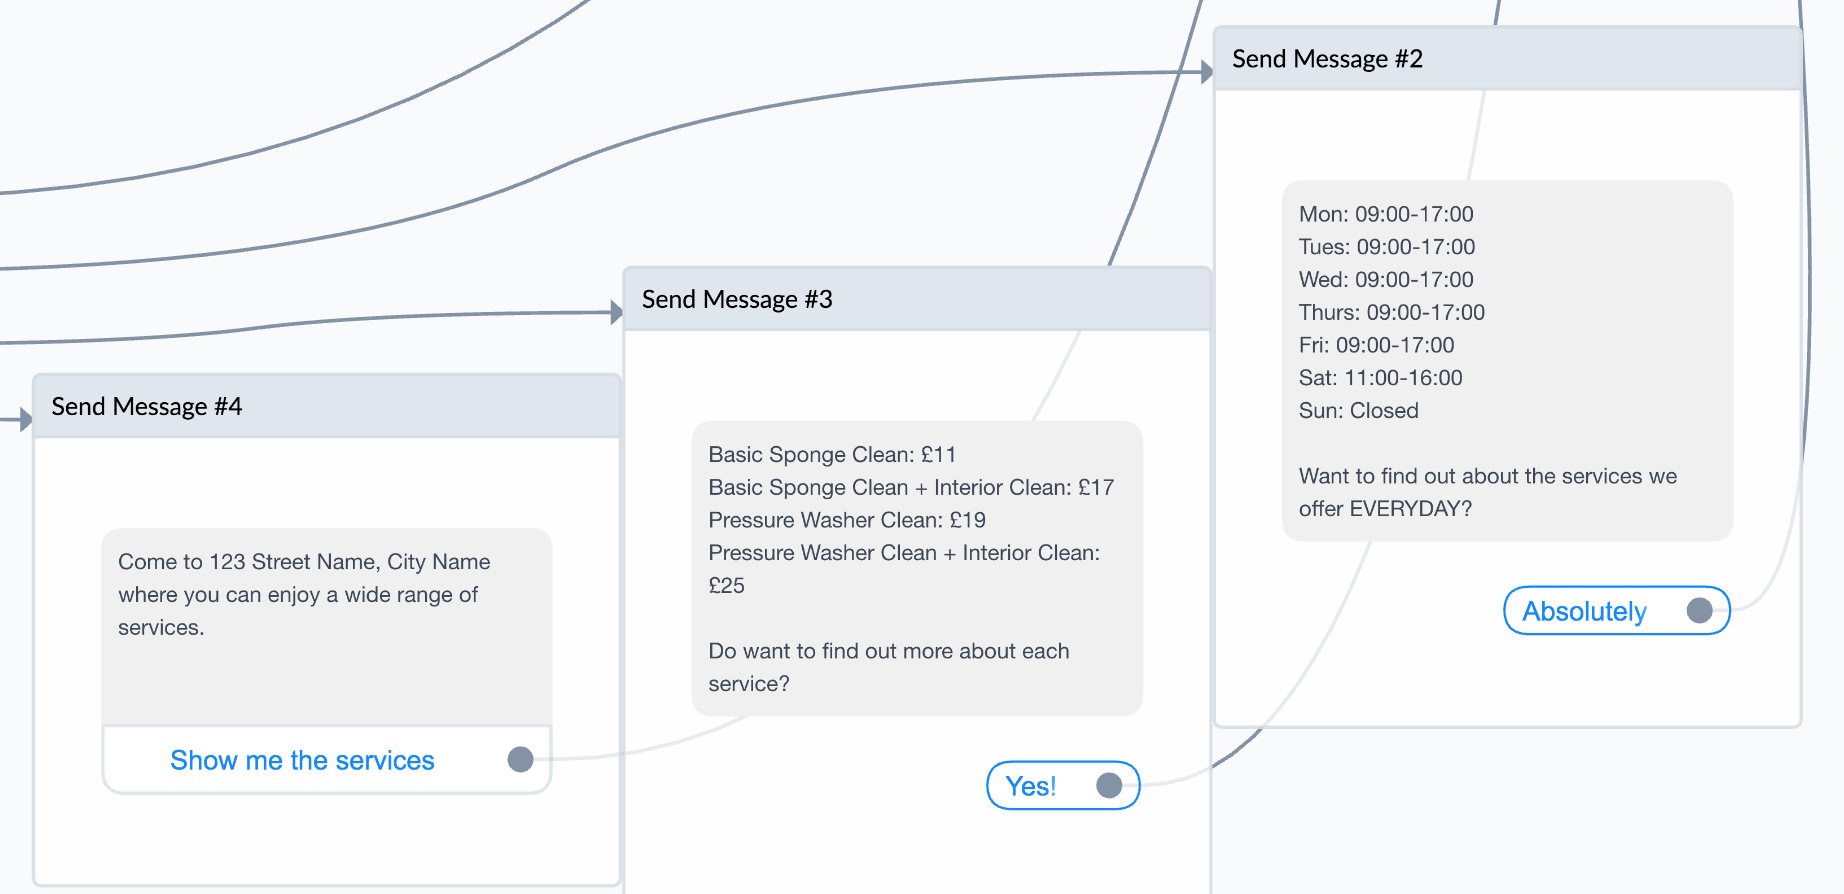 Send Message #2
Mon: 09:00-17:00
Tues: 09:00-17:00
Wed: 09:00-17:00
Thurs: 09:00-17:00
Fri: 09:00-17:00
Sat: 11:00-16:00
Sun: Closed
Want to find out about the services we
offer EVERYDAY?
Absolutely
Send Message #3
Basic Sponge Clean: £11
Basic Sponge Clean + Interior Clean: £17
Pressure Washer Clean: £19
Pressure Washer Clean + Interior Clean:
£25
Do want to find out more about each
service?
Yes!
Send Message #4
Come to 123 Street Name, City Name
where you can enjoy a wide range of
services.
Show me the services